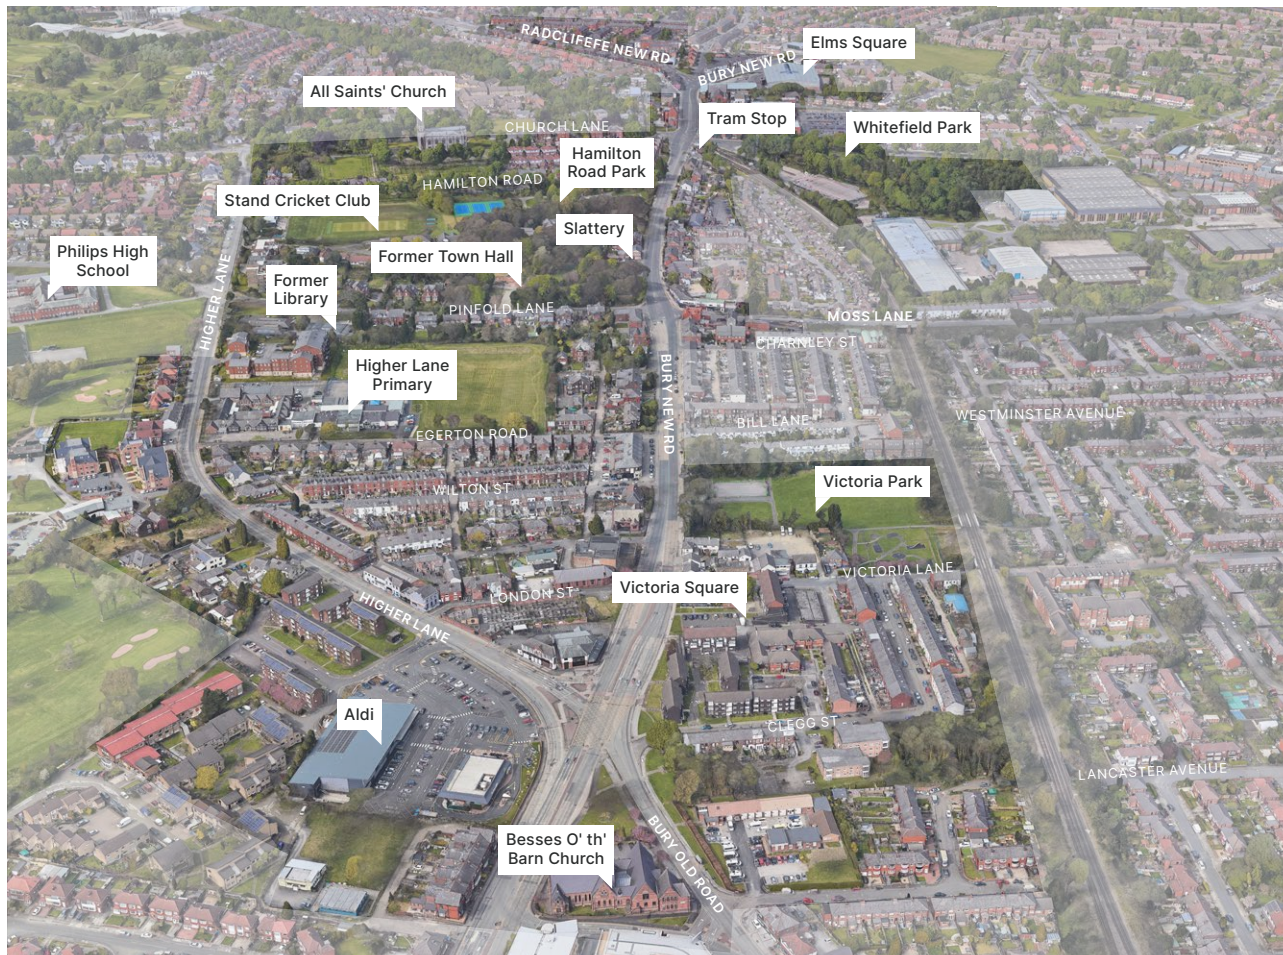 RADCLIFEFE NEW RD
BURY NEW RD
Elms Square
All Saints' Church
Tram Stop
Whitefield Park
CHURCH LANE
Hamilton
Road Park
HAMILTON ROAD
Stand Cricket Club
Slattery
Philips High
School
Former Town Hall
Former
Library
HIGHER LANE
PINFOLD LANE
MOSS LANE
CHARNLEY ST
Higher Lane
Primary
BURY NEW RD
WESTMINSTER AVENUE
BILL LANE
EGERTON ROAD
WILTON ST
Victoria Park
VICTORIA LANE
Victoria Square
LONDON ST
HIGHER LANE
Aldi
CLEGG ST
LANCASTER AVENUE
Besses O' th'
Barn Church
BURY OLD ROAD